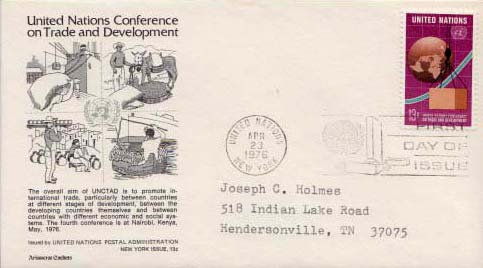 United Nations Conference
on Trade and Development
The overall aim of UNCTAD is to promote in-
ternational trade, particularly between countries
at different stages of development, between the
developing countries themselves and between
countries with different economic and social sys-
tems. The fourth conference is at Nairobi, Kenya,
May, 1976.
Issued by UNITED NATIONS POSTAL ADMINISTRATION
NEW YORK ISSUE, 13c
Aristocrat Cachets
UNITED NATIONS
APR
23
1976
NEW YORK
UNITED NATIONS
13c
FIRST
DAY OF
ISSUE
Joseph C. Holmes
518 Indian Lake Road
Hendersonville, TN 37075